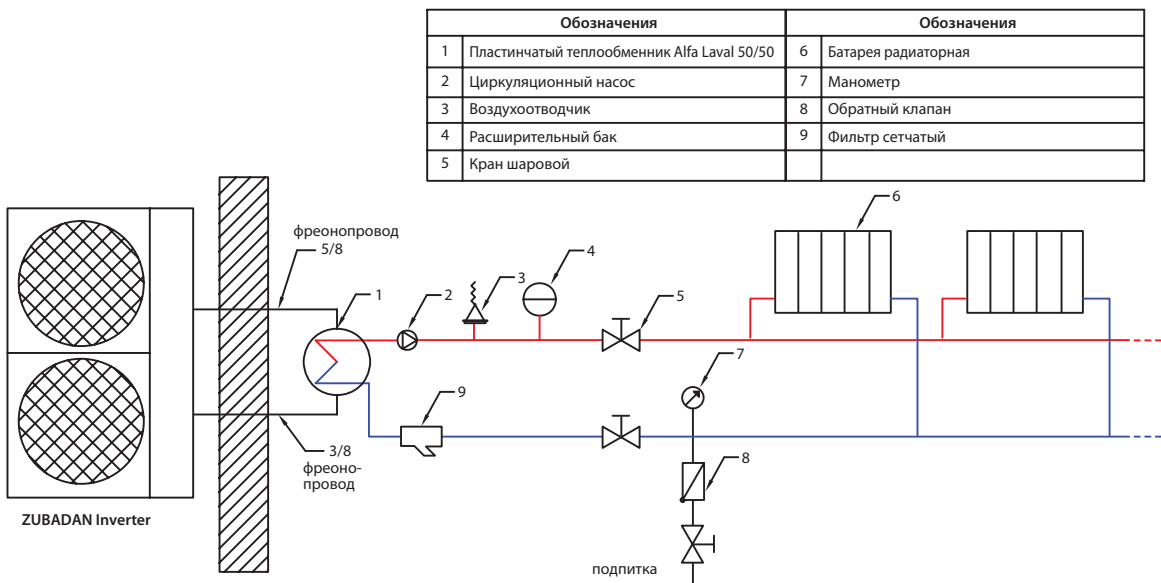 Обозначения Обозначения
1 Пластинчатый теплообменник Alfa Laval 50/50 6 Батарея радиаторная
2 Циркуляционный насос 7 Манометр
3 Воздухоотводчик 8 Обратный клапан
4 Расширительный бак 9 Фильтр сетчатый
5 Кран шаровой
6
фреонопровод
5/8
4
3
1
2
5
7
9
3/8
фреоно-
провод
8
ZUBADAN Inverter
подпитка